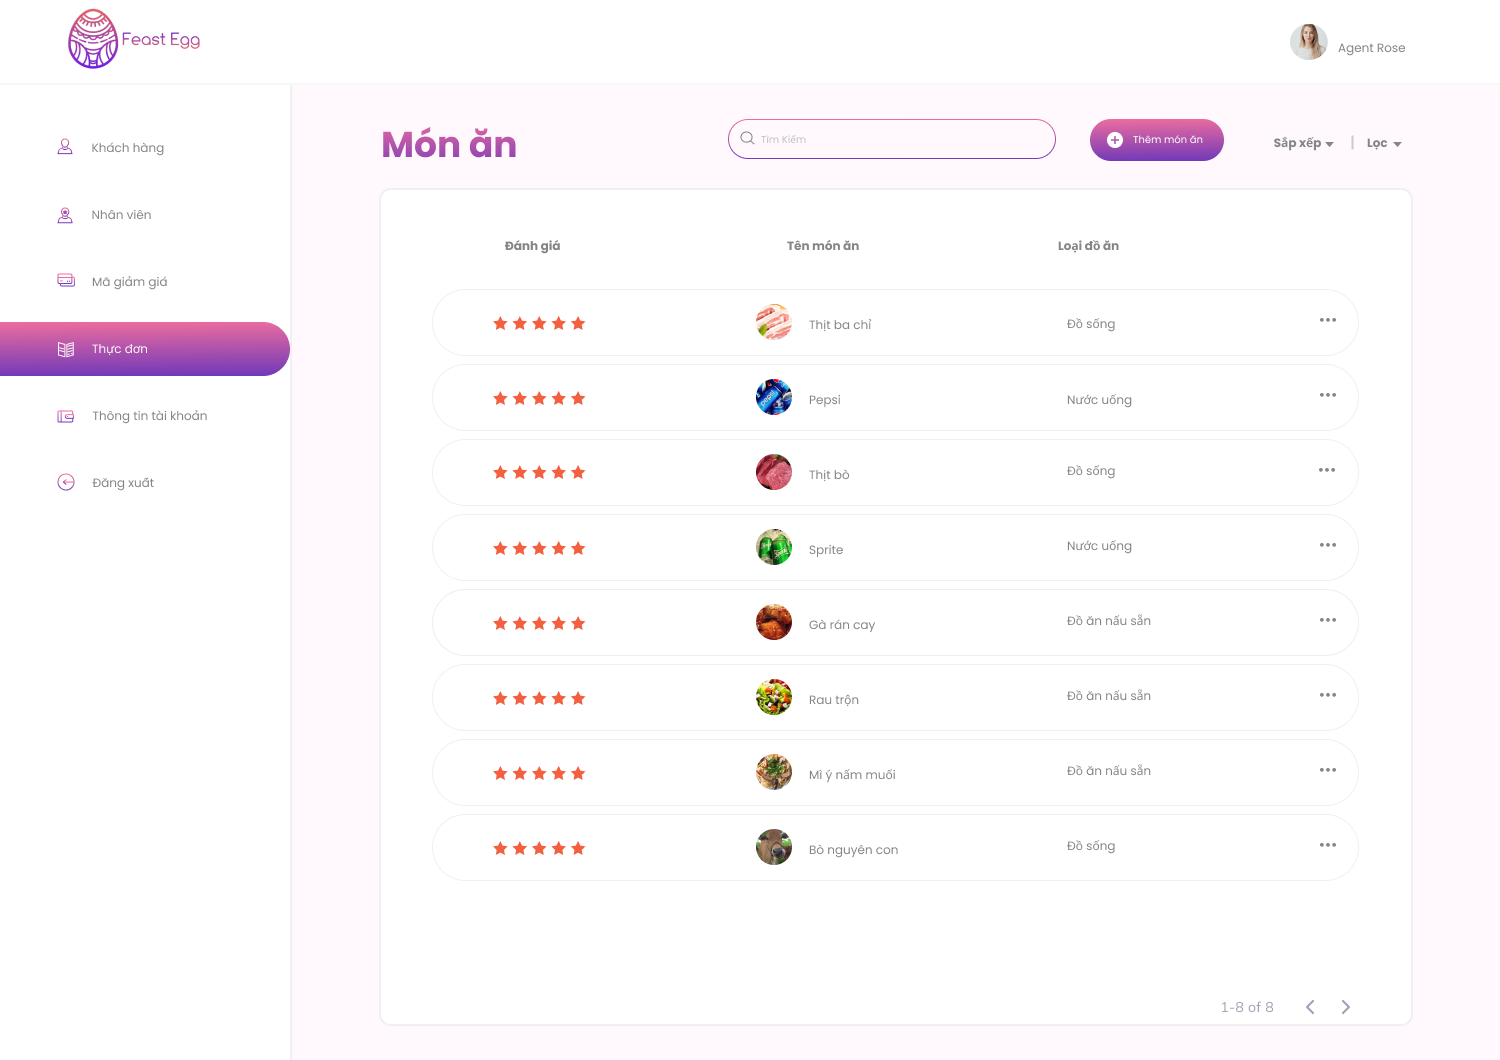 Feast Egg
Agent Rose
Khách hàng
Nhân viên
Mã giảm giá
Thực đơn
Thông tin tài khoản
Đăng xuất
Món ăn
Tìm Kiếm
Thêm món ăn
Sắp xếp | Lọc
Đánh giá Tên món ăn Loại đồ ăn
Thịt ba chỉ Đồ sống
Pepsi Nước uống
Thịt bò Đồ sống
Sprite Nước uống
Gà rán cay Đồ ăn nấu sẵn
Rau trộn Đồ ăn nấu sẵn
Mì ý nấm muối Đồ ăn nấu sẵn
Bò nguyên con Đồ sống
1-8 of 8